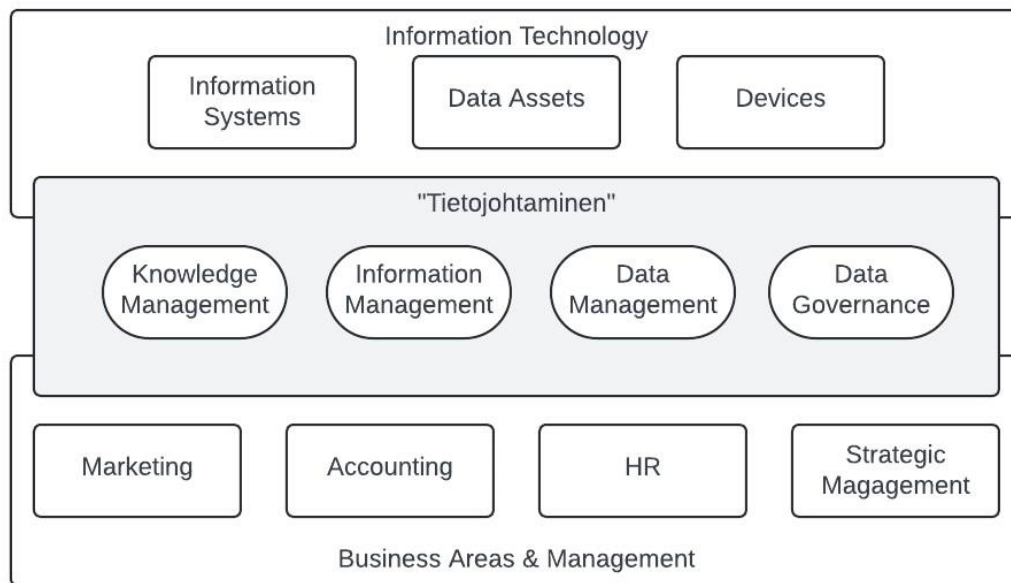 Information Technology
Information
Systems
Data Assets
Devices
"Tietojohtaminen"
Knowledge
Management
Information
Management
Data
Management
Data
Governance
Marketing
Accounting
HR
Strategic
Magagement
Business Areas & Management